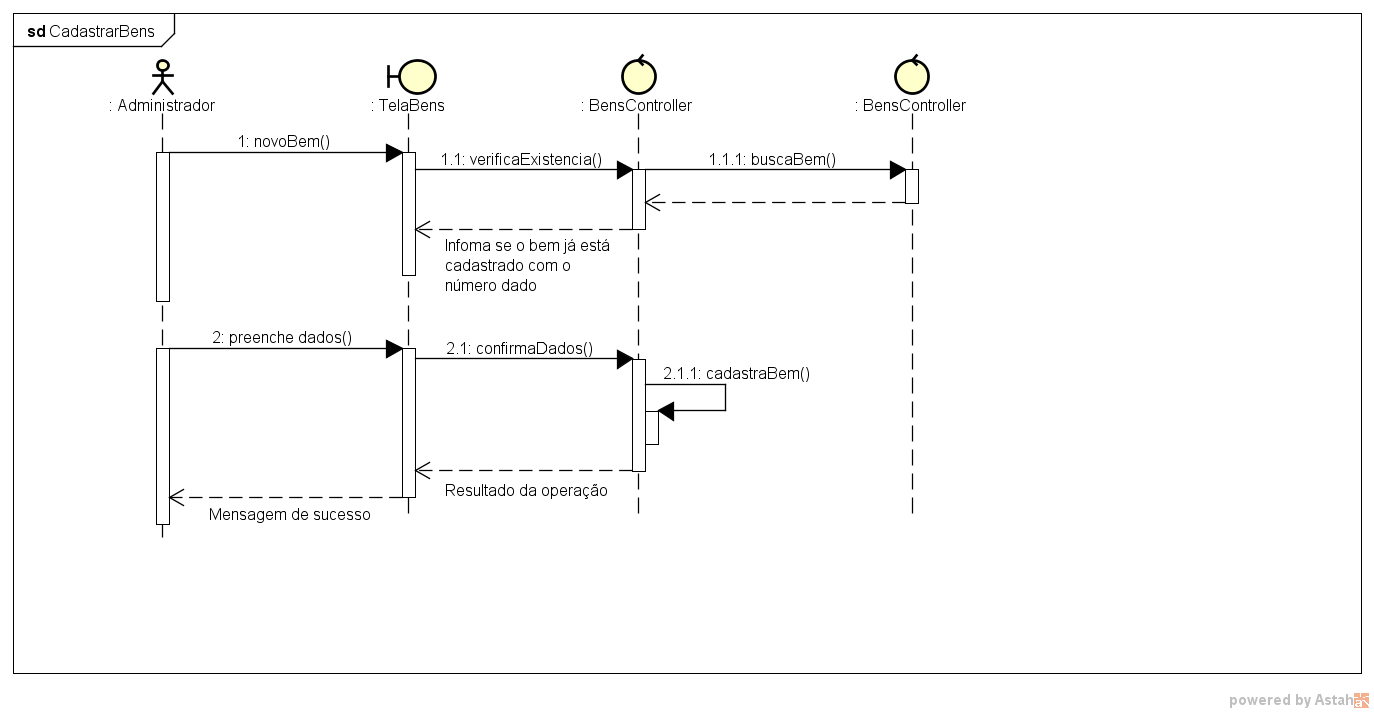 sd CadastrarBens
: Administrador
: TelaBens
: BensController
: BensController
1: novoBem()
1.1: verificaExistencia()
1.1.1: buscaBem()
Infoma se o bem já está
cadastrado com o
número dado
2: preenche dados()
2.1: confirmaDados()
2.1.1: cadastraBem()
Resultado da operação
Mensagem de sucesso
powered by Astah